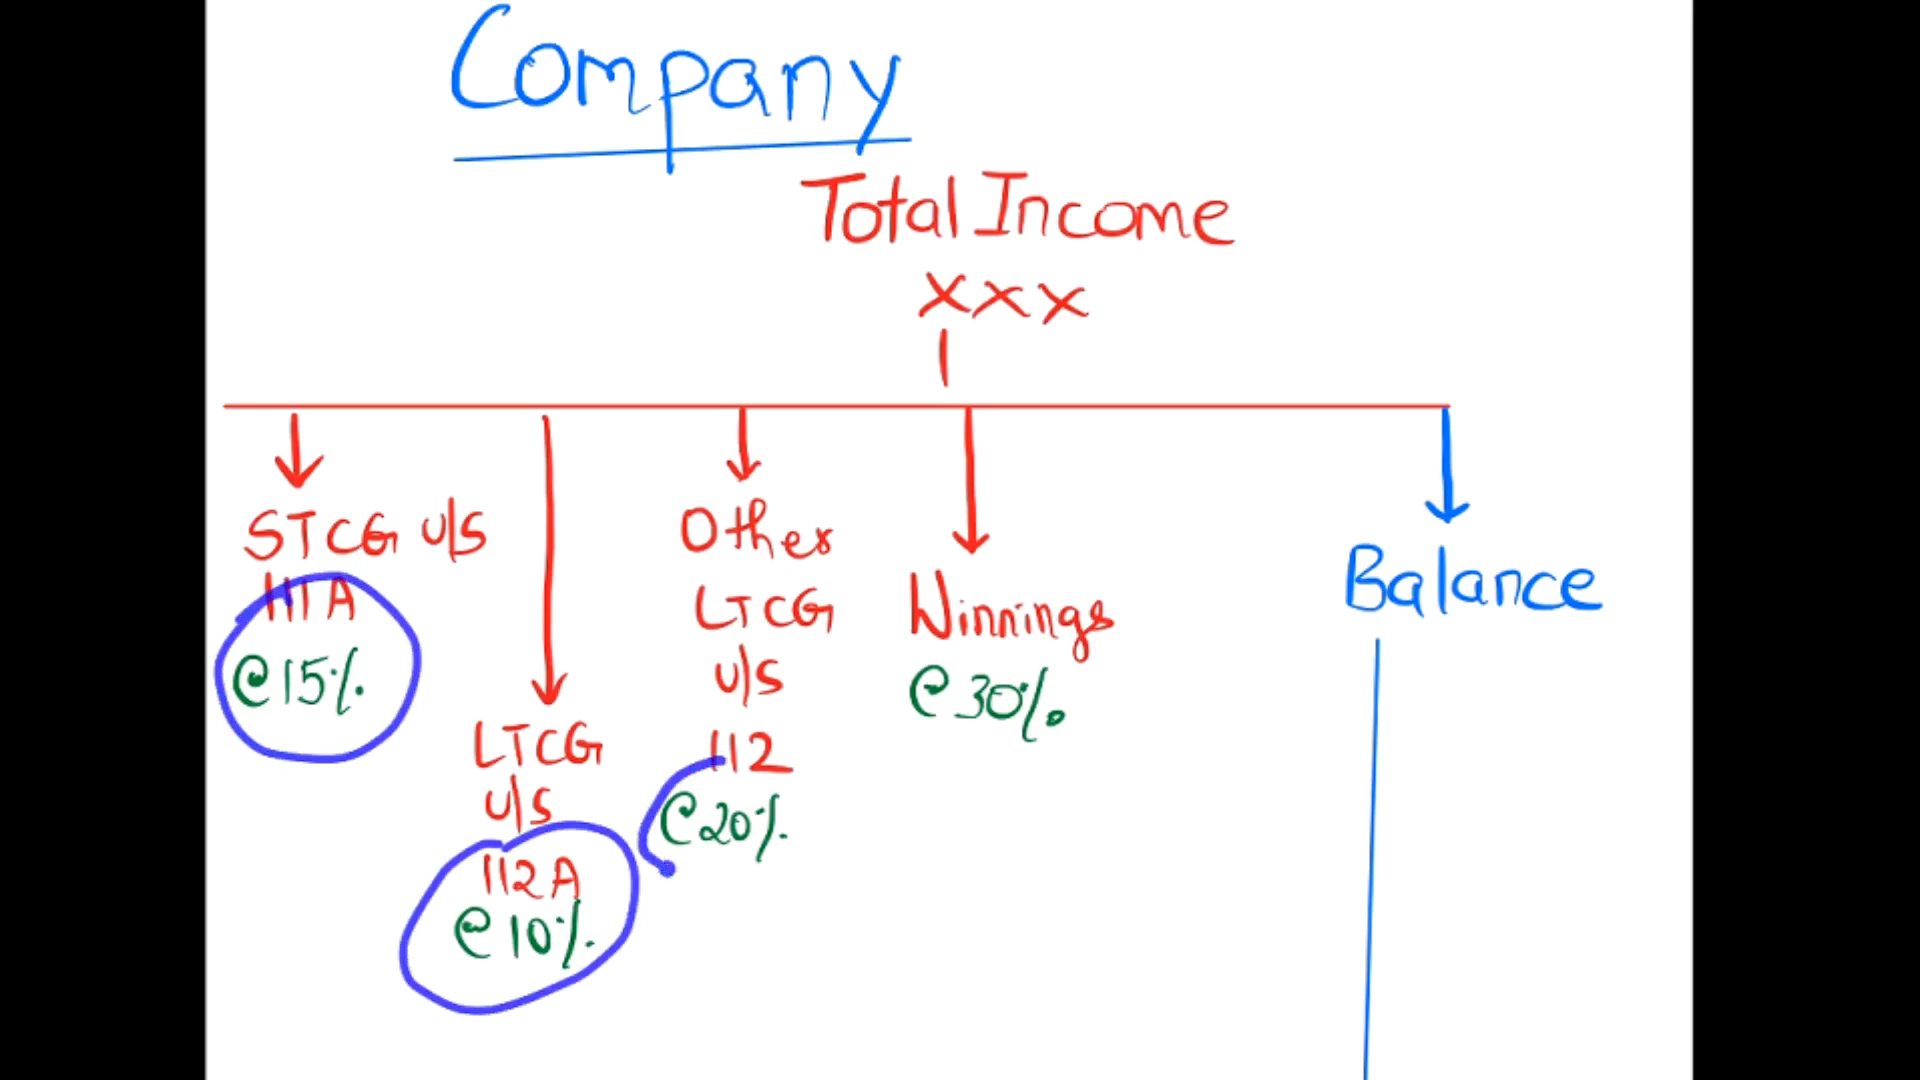 Company
Total Income
xxx
STCG u/s
111A
@15%
LTCG
u/s
112A
@10%
Other
LTCG
u/s
112
@20%
Winnings
@30%
Balance